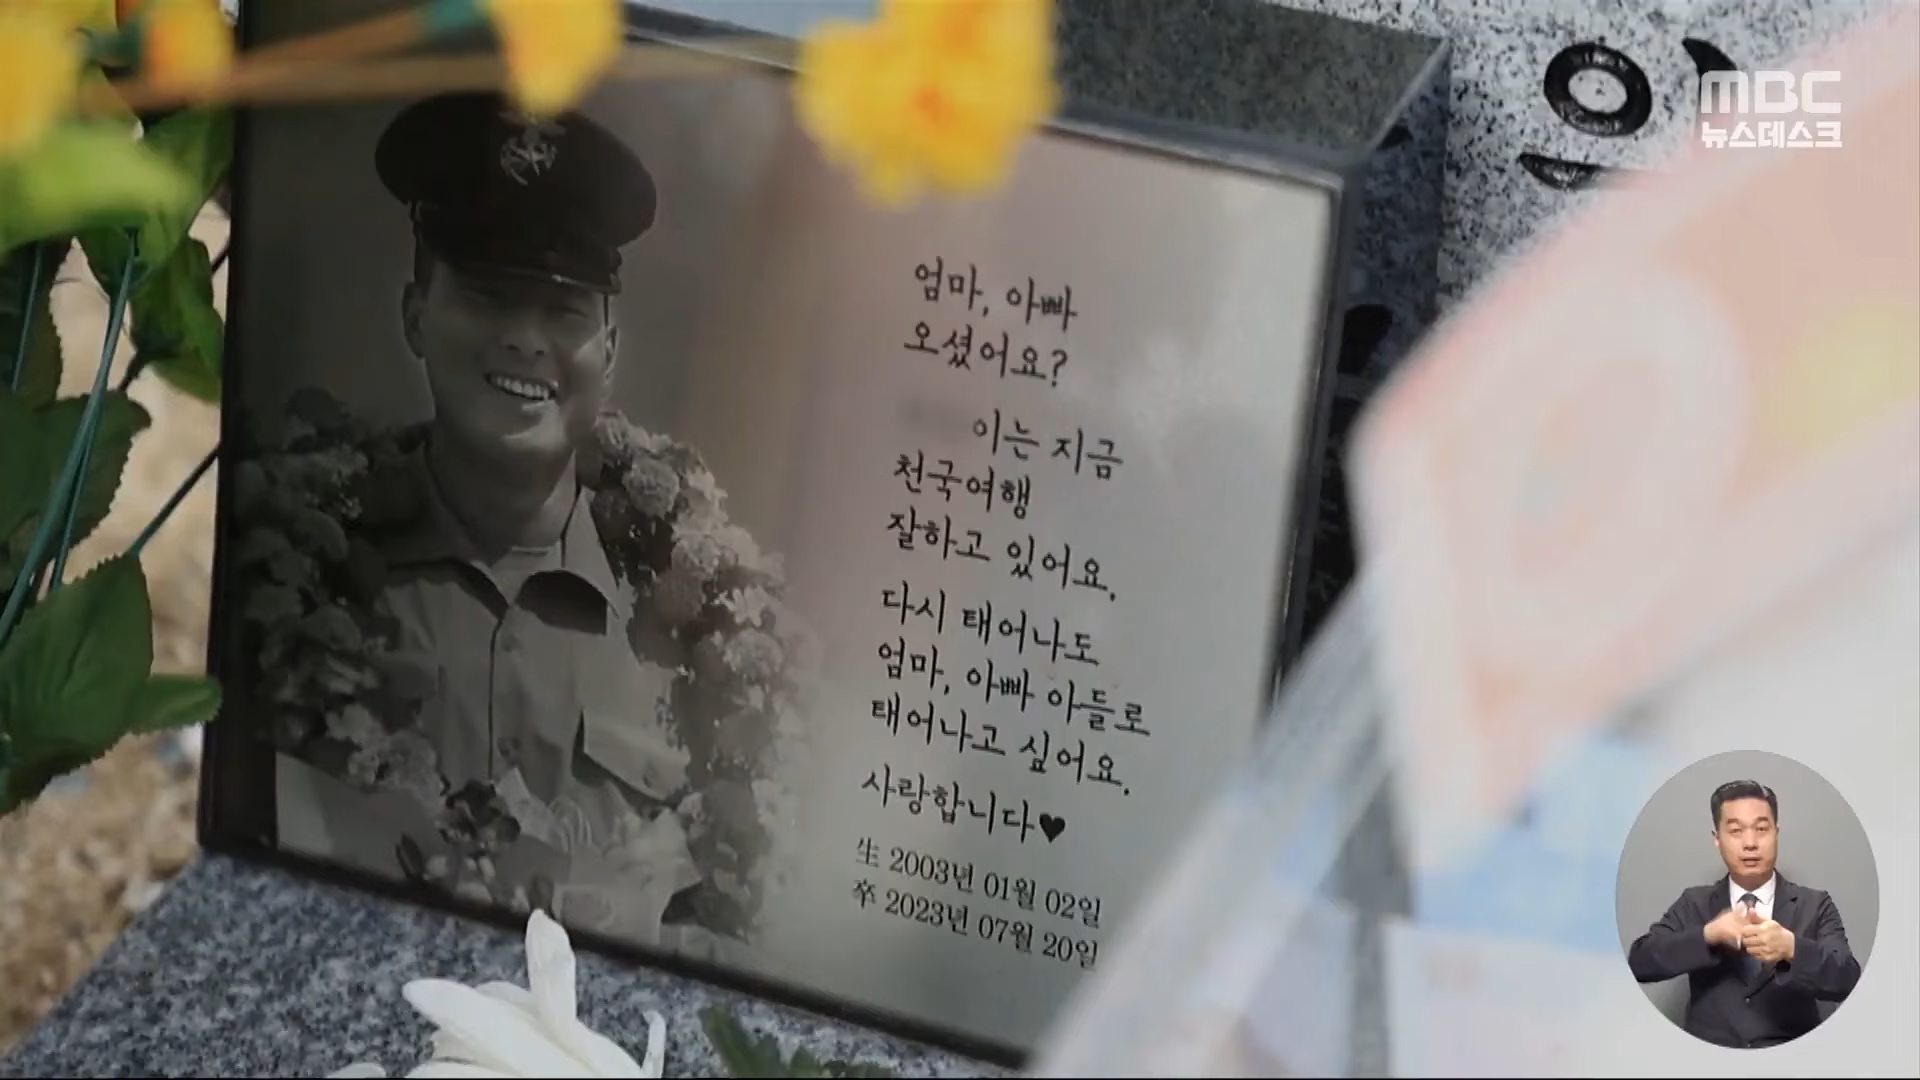 MBC
뉴스데스크
엄마, 아빠
오셨어요?
이는 지금
천국여행
잘하고 있어요.
다시 태어나도
엄마, 아빠 아들로
태어나고 싶어요.
사랑합니다♥
生 2003년 01월 02일
卒 2023년 07월 20일